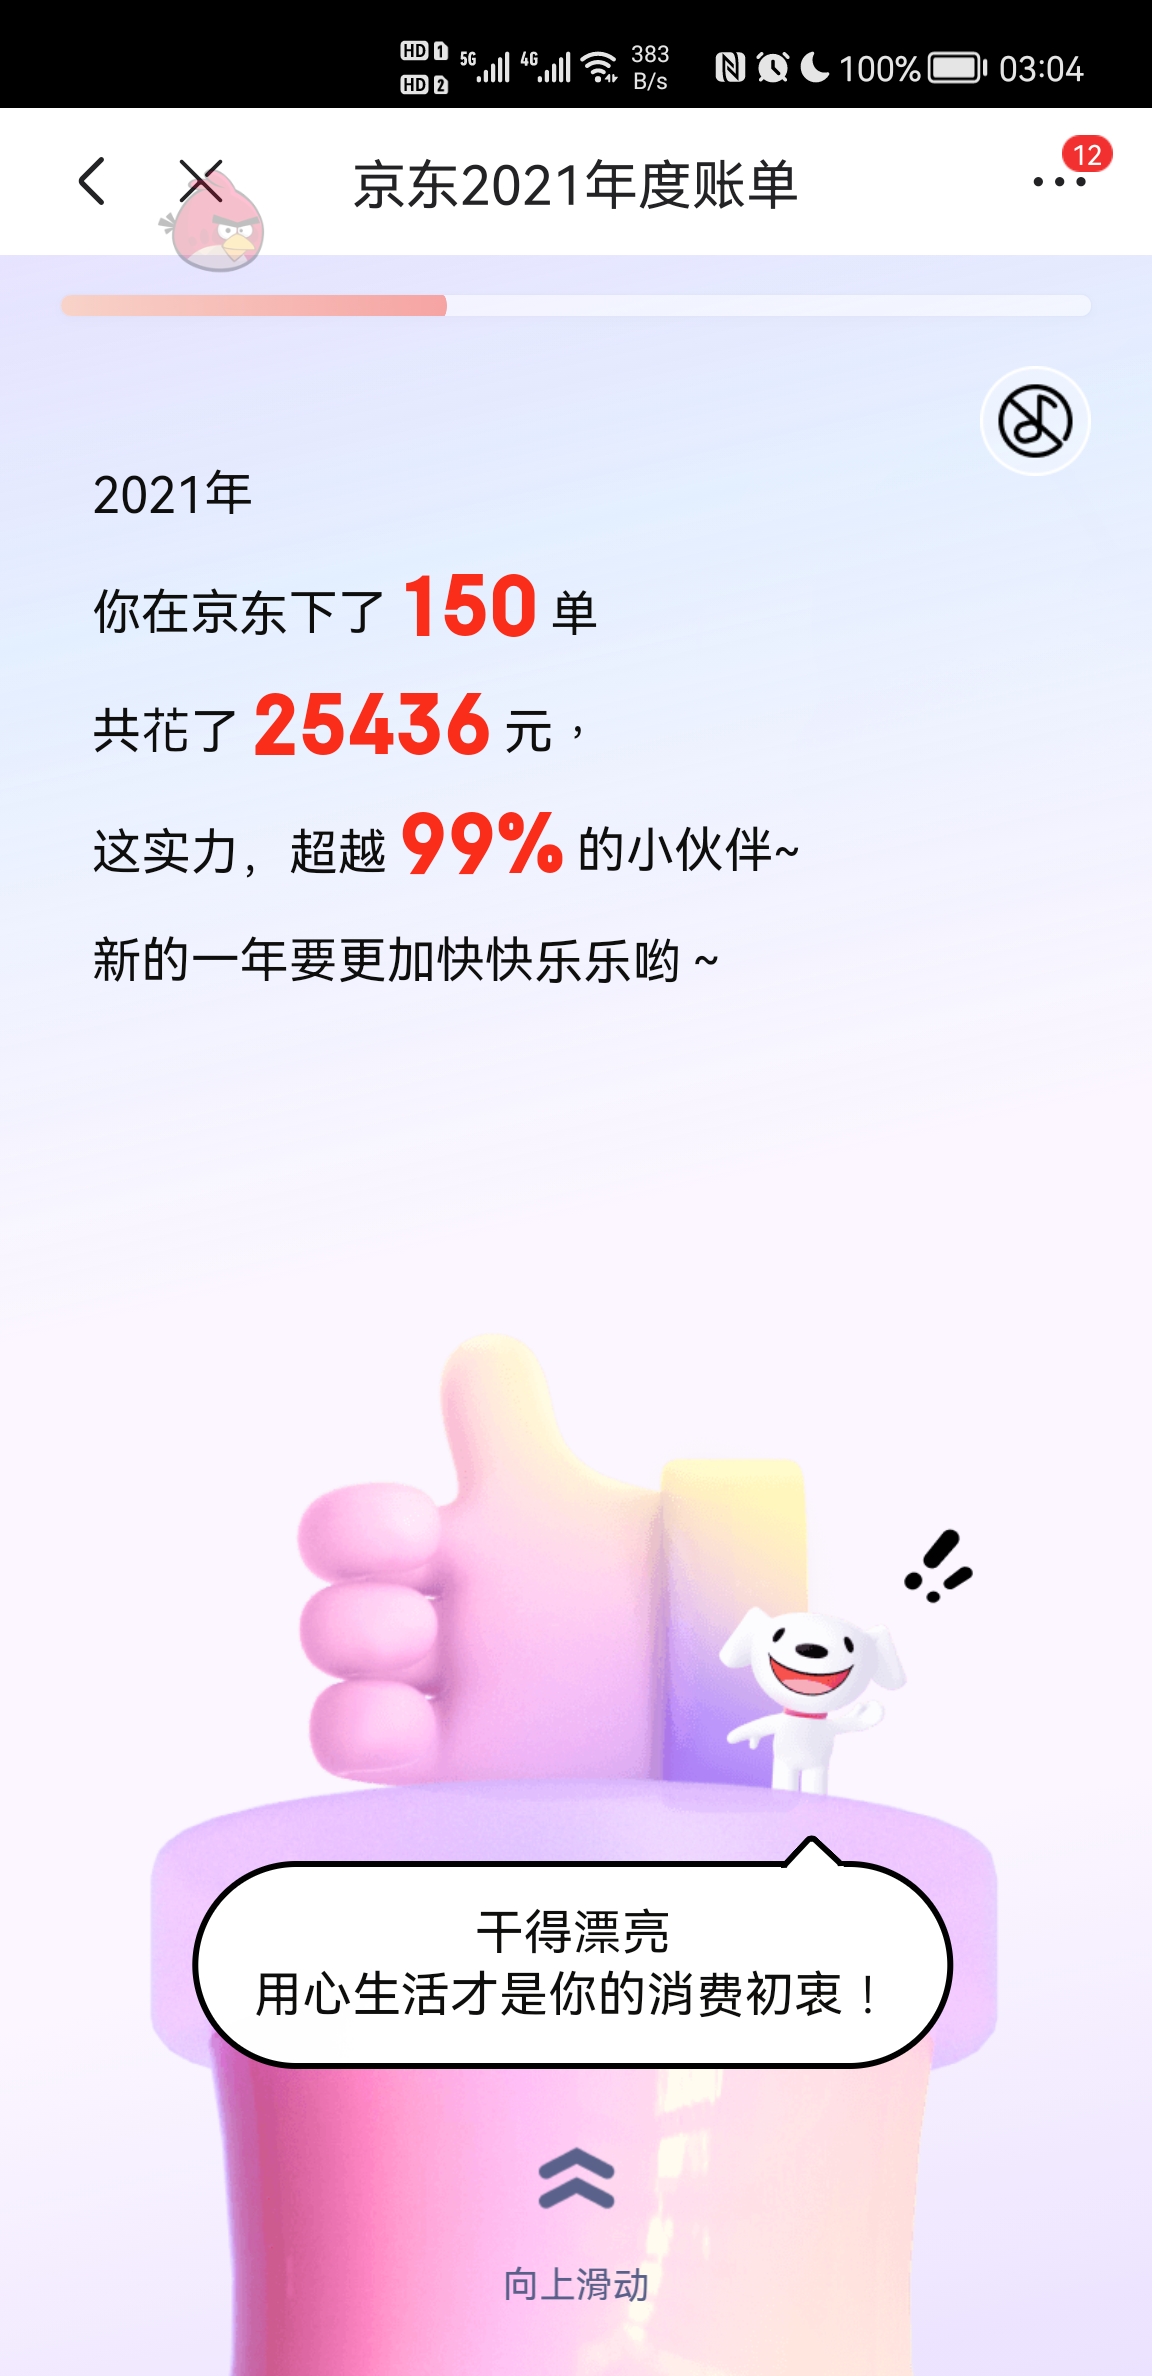 HD 1 5G 4G 383 100% 03:04
HD 2 B/s
京东2021年度账单
12
2021年
你在京东下了 150 单
共花了 25436 元，
这实力，超越 99% 的小伙伴~
新的一年要更加快快乐乐哟 ~
干得漂亮
用心生活才是你的消费初衷！
向上滑动